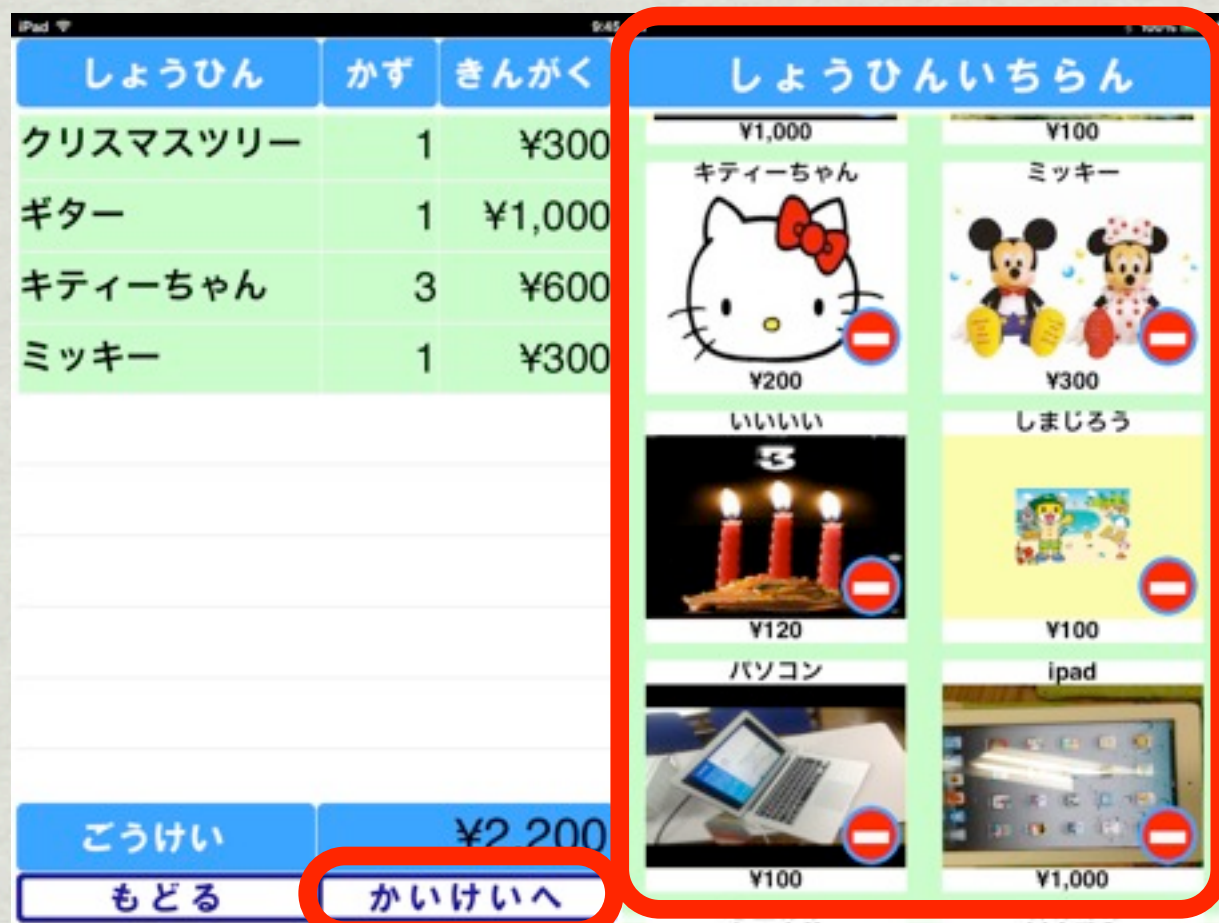 iPad
9:45
100%
しょうひん かず きんがく
クリスマスツリー 1 ¥300
ギター 1 ¥1,000
キティーちゃん 3 ¥600
ミッキー 1 ¥300
ごうけい ¥2,200
もどる かいけいへ
しょうひんいちらん
¥1,000 ¥100
キティーちゃん ミッキー
¥200 ¥300
いいいい しまじろう
3
¥120 ¥100
パソコン ipad
¥100 ¥1,000